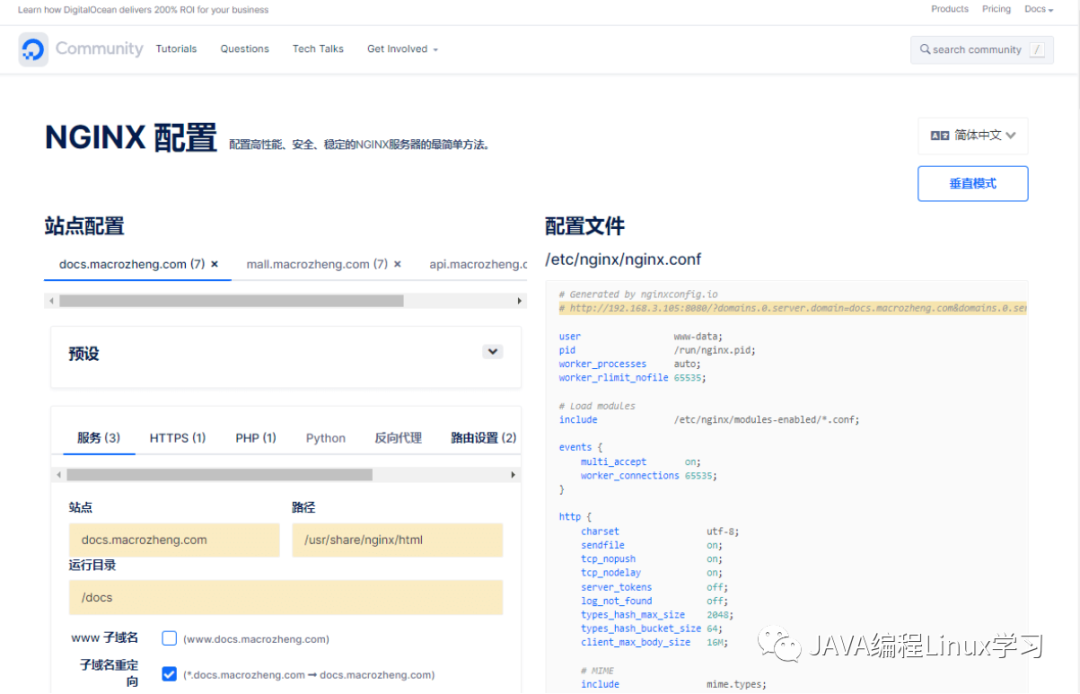 Learn how DigitalOcean delivers 200% ROI for your business
Products Pricing Docs
Community Tutorials Questions Tech Talks Get Involved
search community /
NGINX 配置 配置高性能、安全、稳定的NGINX服务器的最简单方法。
简体中文
垂直模式
站点配置
docs.macrozheng.com (7) × mall.macrozheng.com (7) × api.macrozheng.c
预设
服务 (3) HTTPS (1) PHP (1) Python 反向代理 路由设置 (2)
站点 路径
docs.macrozheng.com /usr/share/nginx/html
运行目录
/docs
www 子域名 (www.docs.macrozheng.com)
子域名重定向 (*.docs.macrozheng.com ➞ docs.macrozheng.com)
配置文件
/etc/nginx/nginx.conf
# Generated by nginxconfig.io
# http://192.168.3.105:8080/?domains.0.server.domain=docs.macrozheng.com&domains.0.ser
user www-data;
pid /run/nginx.pid;
worker_processes auto;
worker_rlimit_nofile 65535;
# Load modules
include /etc/nginx/modules-enabled/*.conf;
events {
multi_accept on;
worker_connections 65535;
}
http {
charset utf-8;
sendfile on;
tcp_nopush on;
tcp_nodelay on;
server_tokens off;
log_not_found off;
types_hash_max_size 2048;
types_hash_bucket_size 64;
client_max_body_size 16M;
# MIME
include mime.types;
JAVA编程Linux学习